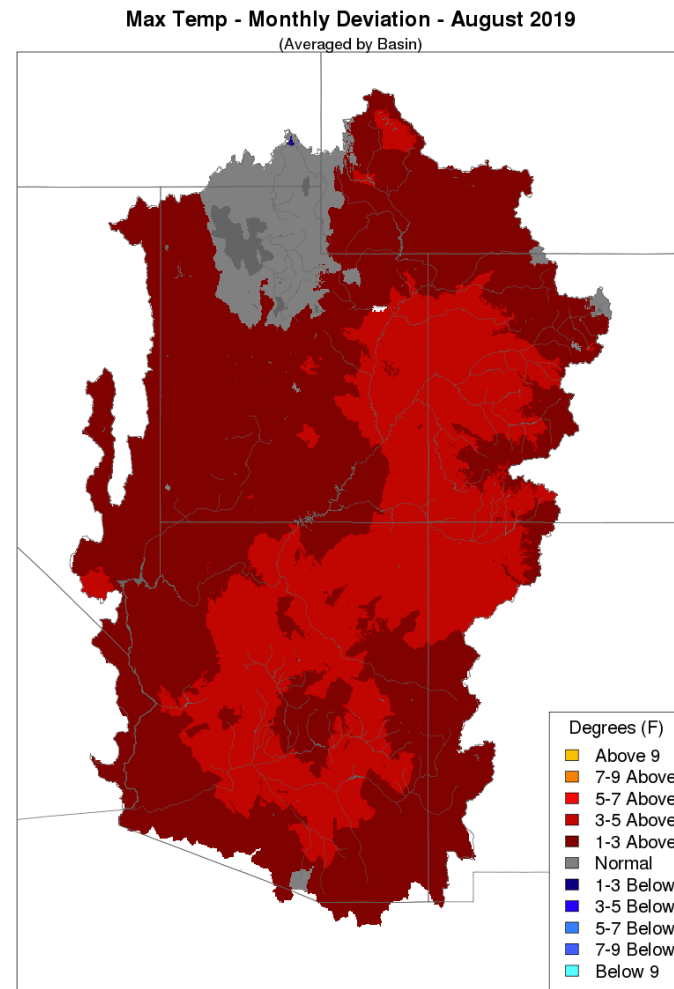 Max Temp - Monthly Deviation - August 2019
(Averaged by Basin)
Degrees (F)
Above 9
7-9 Above
5-7 Above
3-5 Above
1-3 Above
Normal
1-3 Below
3-5 Below
5-7 Below
7-9 Below
Below 9